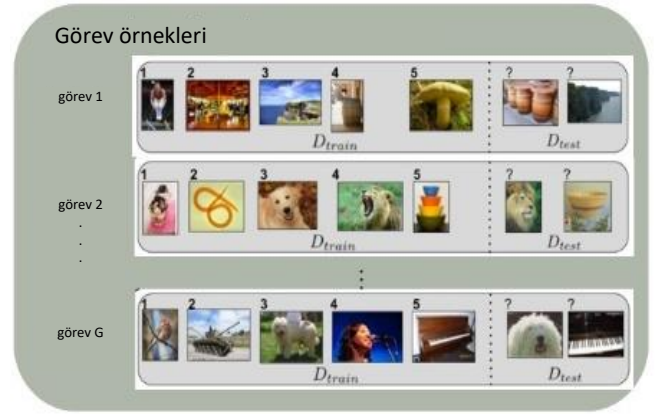 Görev örnekleri
görev 1
1 2 3 4 5 ? ?
D_train D_test
görev 2
1 2 3 4 5 ? ?
D_train D_test
.
.
.
⋮
görev G
1 2 3 4 5 ? ?
D_train D_test